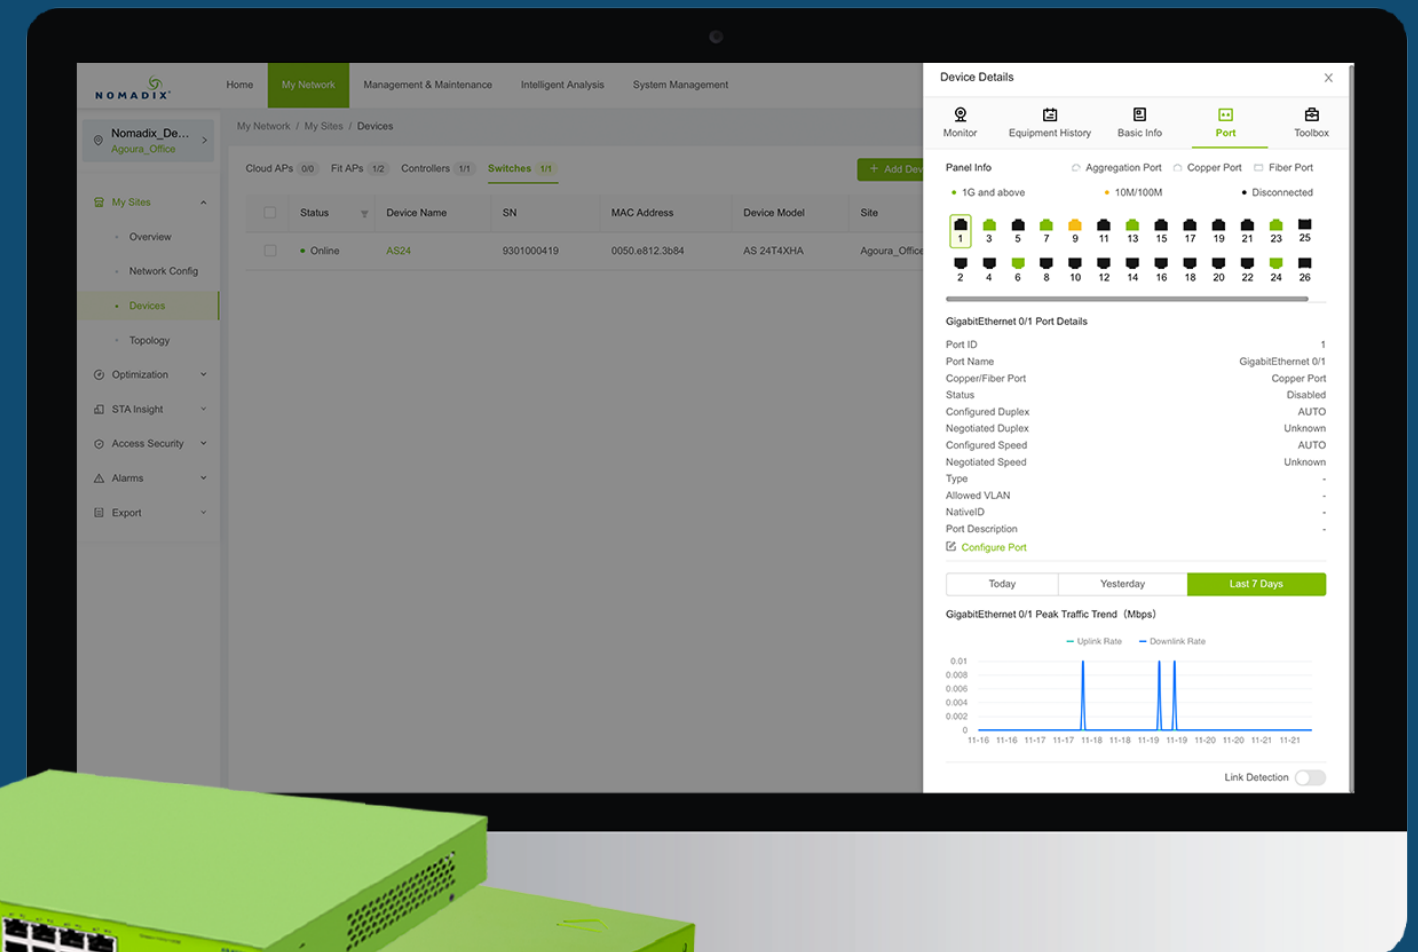 NOMADIX
Home My Network Management & Maintenance Intelligent Analysis System Management
Nomadix_De...
Agoura_Office
My Network / My Sites / Devices
Cloud APs 0/0 Fit APs 1/2 Controllers 1/1 Switches 1/1
+ Add Dev
My Sites
Overview
Network Config
Devices
Topology
Optimization
STA Insight
Access Security
Alarms
Export
Status Device Name SN MAC Address Device Model Site
Online AS24 9301000419 0050.e812.3b84 AS 24T4XHA Agoura_Office
Device Details
Monitor Equipment History Basic Info Port Toolbox
Panel Info Aggregation Port Copper Port Fiber Port
1G and above 10M/100M Disconnected
1 3 5 7 9 11 13 15 17 19 21 23 25
2 4 6 8 10 12 14 16 18 20 22 24 26
GigabitEthernet 0/1 Port Details
Port ID 1
Port Name GigabitEthernet 0/1
Copper/Fiber Port Copper Port
Status Disabled
Configured Duplex AUTO
Negotiated Duplex Unknown
Configured Speed AUTO
Negotiated Speed Unknown
Type -
Allowed VLAN -
NativeID -
Port Description -
Configure Port
Today Yesterday Last 7 Days
GigabitEthernet 0/1 Peak Traffic Trend（Mbps）
Uplink Rate Downlink Rate
0.01
0.008
0.006
0.004
0.002
0
11-16 11-16 11-17 11-17 11-18 11-18 11-19 11-19 11-20 11-20 11-21 11-21
Link Detection